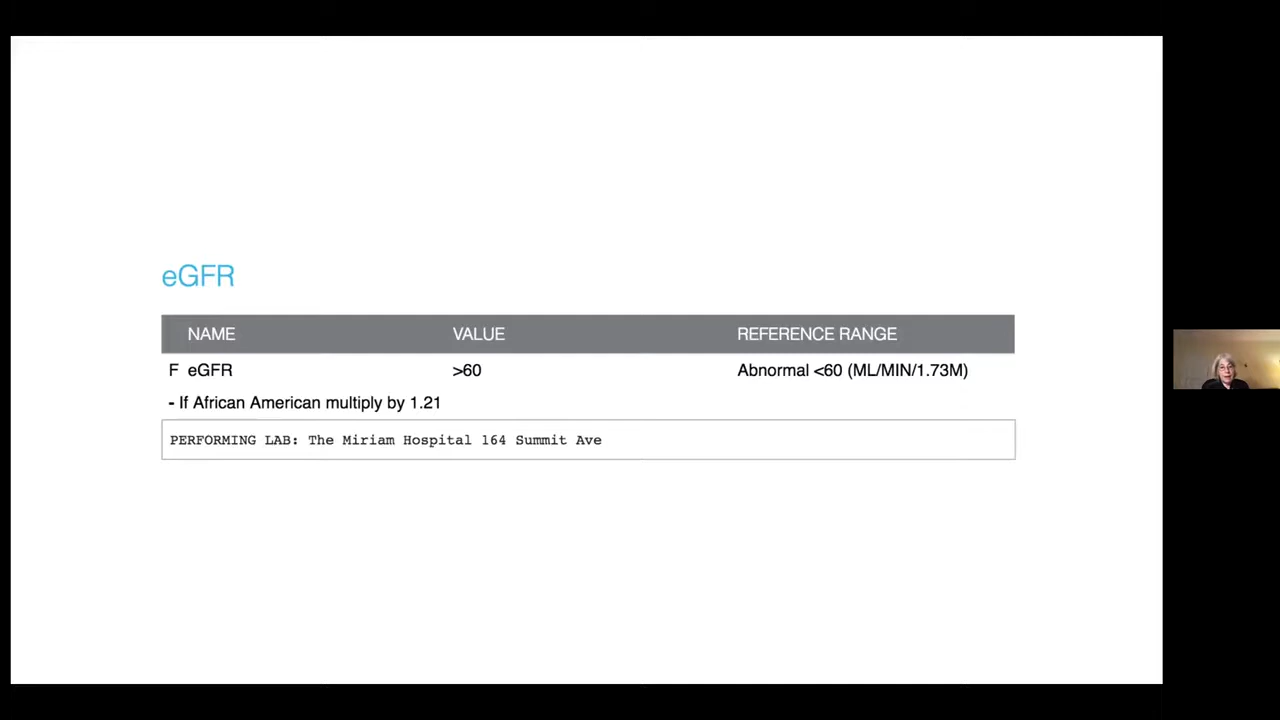 eGFR
NAME VALUE REFERENCE RANGE
F eGFR >60 Abnormal <60 (ML/MIN/1.73M)
- If African American multiply by 1.21
PERFORMING LAB: The Miriam Hospital 164 Summit Ave